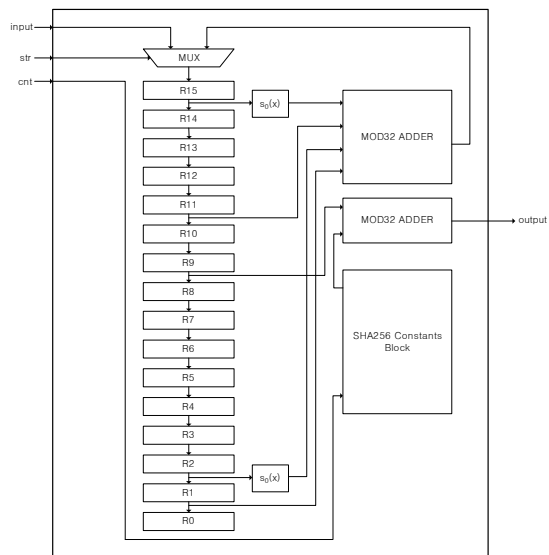 input
str
cnt
MUX
R15
s₀(x)
R14
R13
R12
R11
R10
R9
R8
R7
R6
R5
R4
R3
R2
s₀(x)
R1
R0
MOD32 ADDER
MOD32 ADDER
output
SHA256 Constants
Block